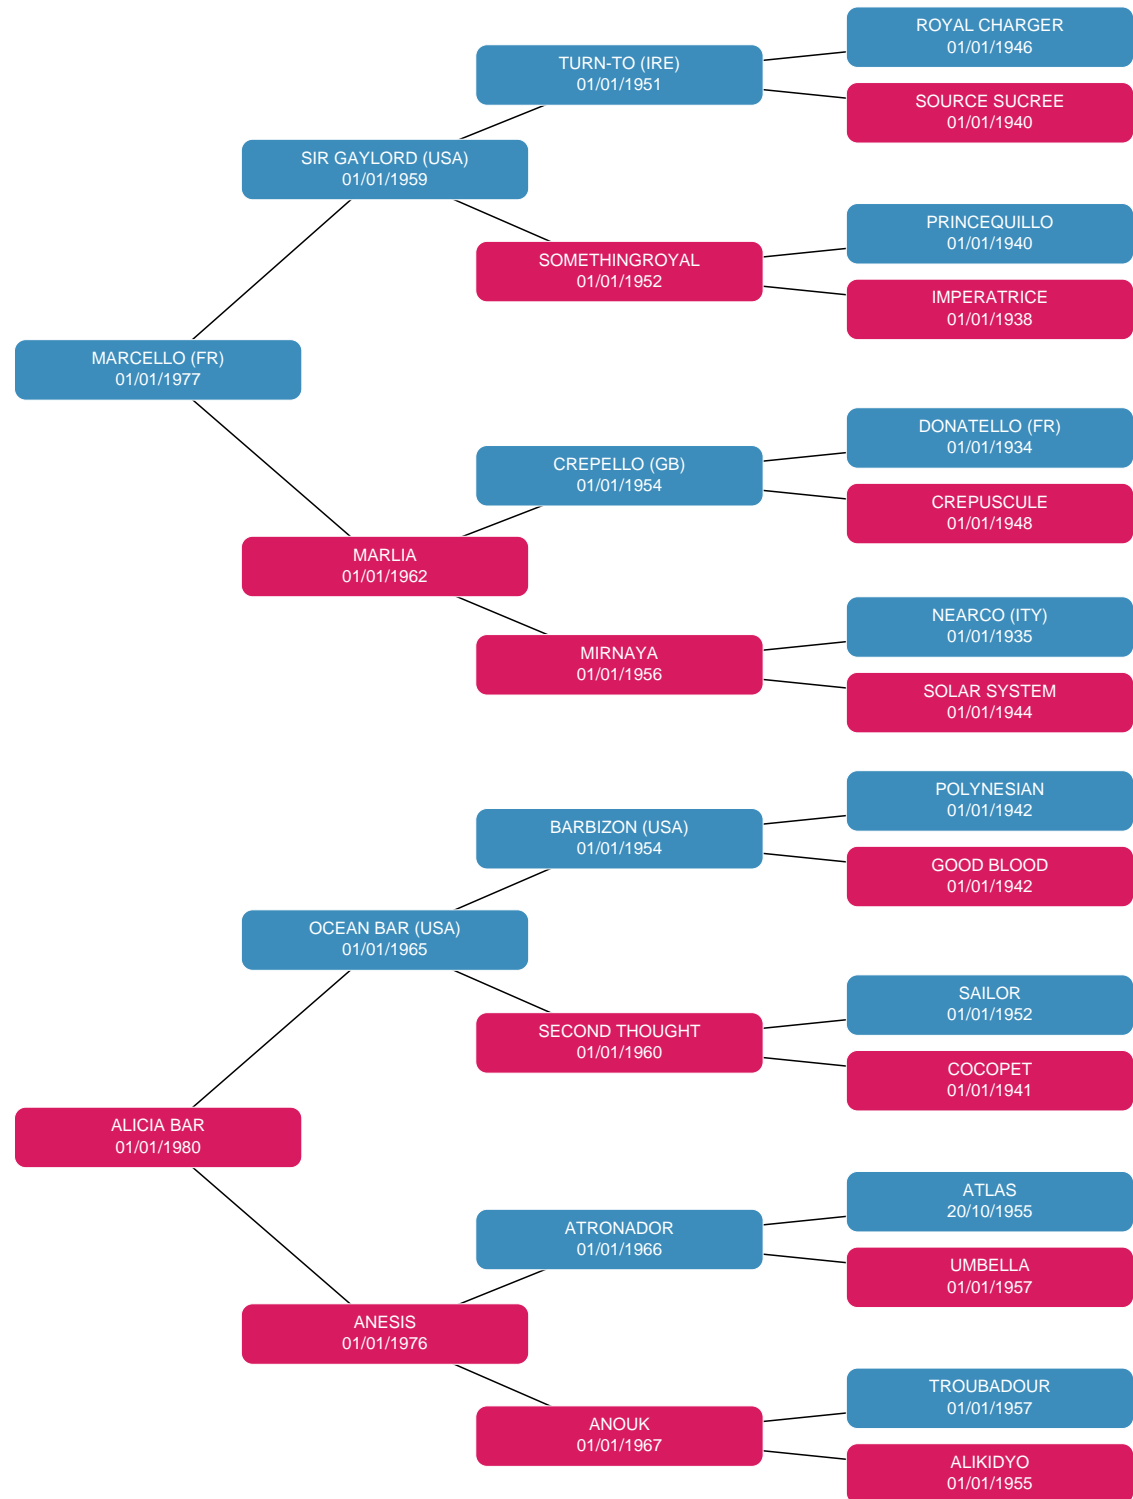 ROYAL CHARGER
01/01/1946
TURN-TO (IRE)
01/01/1951
SOURCE SUCREE
01/01/1940
SIR GAYLORD (USA)
01/01/1959
PRINCEQUILLO
01/01/1940
SOMETHINGROYAL
01/01/1952
IMPERATRICE
01/01/1938
MARCELLO (FR)
01/01/1977
DONATELLO (FR)
01/01/1934
CREPELLO (GB)
01/01/1954
CREPUSCULE
01/01/1948
MARLIA
01/01/1962
NEARCO (ITY)
01/01/1935
MIRNAYA
01/01/1956
SOLAR SYSTEM
01/01/1944
POLYNESIAN
01/01/1942
BARBIZON (USA)
01/01/1954
GOOD BLOOD
01/01/1942
OCEAN BAR (USA)
01/01/1965
SAILOR
01/01/1952
SECOND THOUGHT
01/01/1960
COCOPET
01/01/1941
ALICIA BAR
01/01/1980
ATLAS
20/10/1955
ATRONADOR
01/01/1966
UMBELLA
01/01/1957
ANESIS
01/01/1976
TROUBADOUR
01/01/1957
ANOUK
01/01/1967
ALIKIDYO
01/01/1955